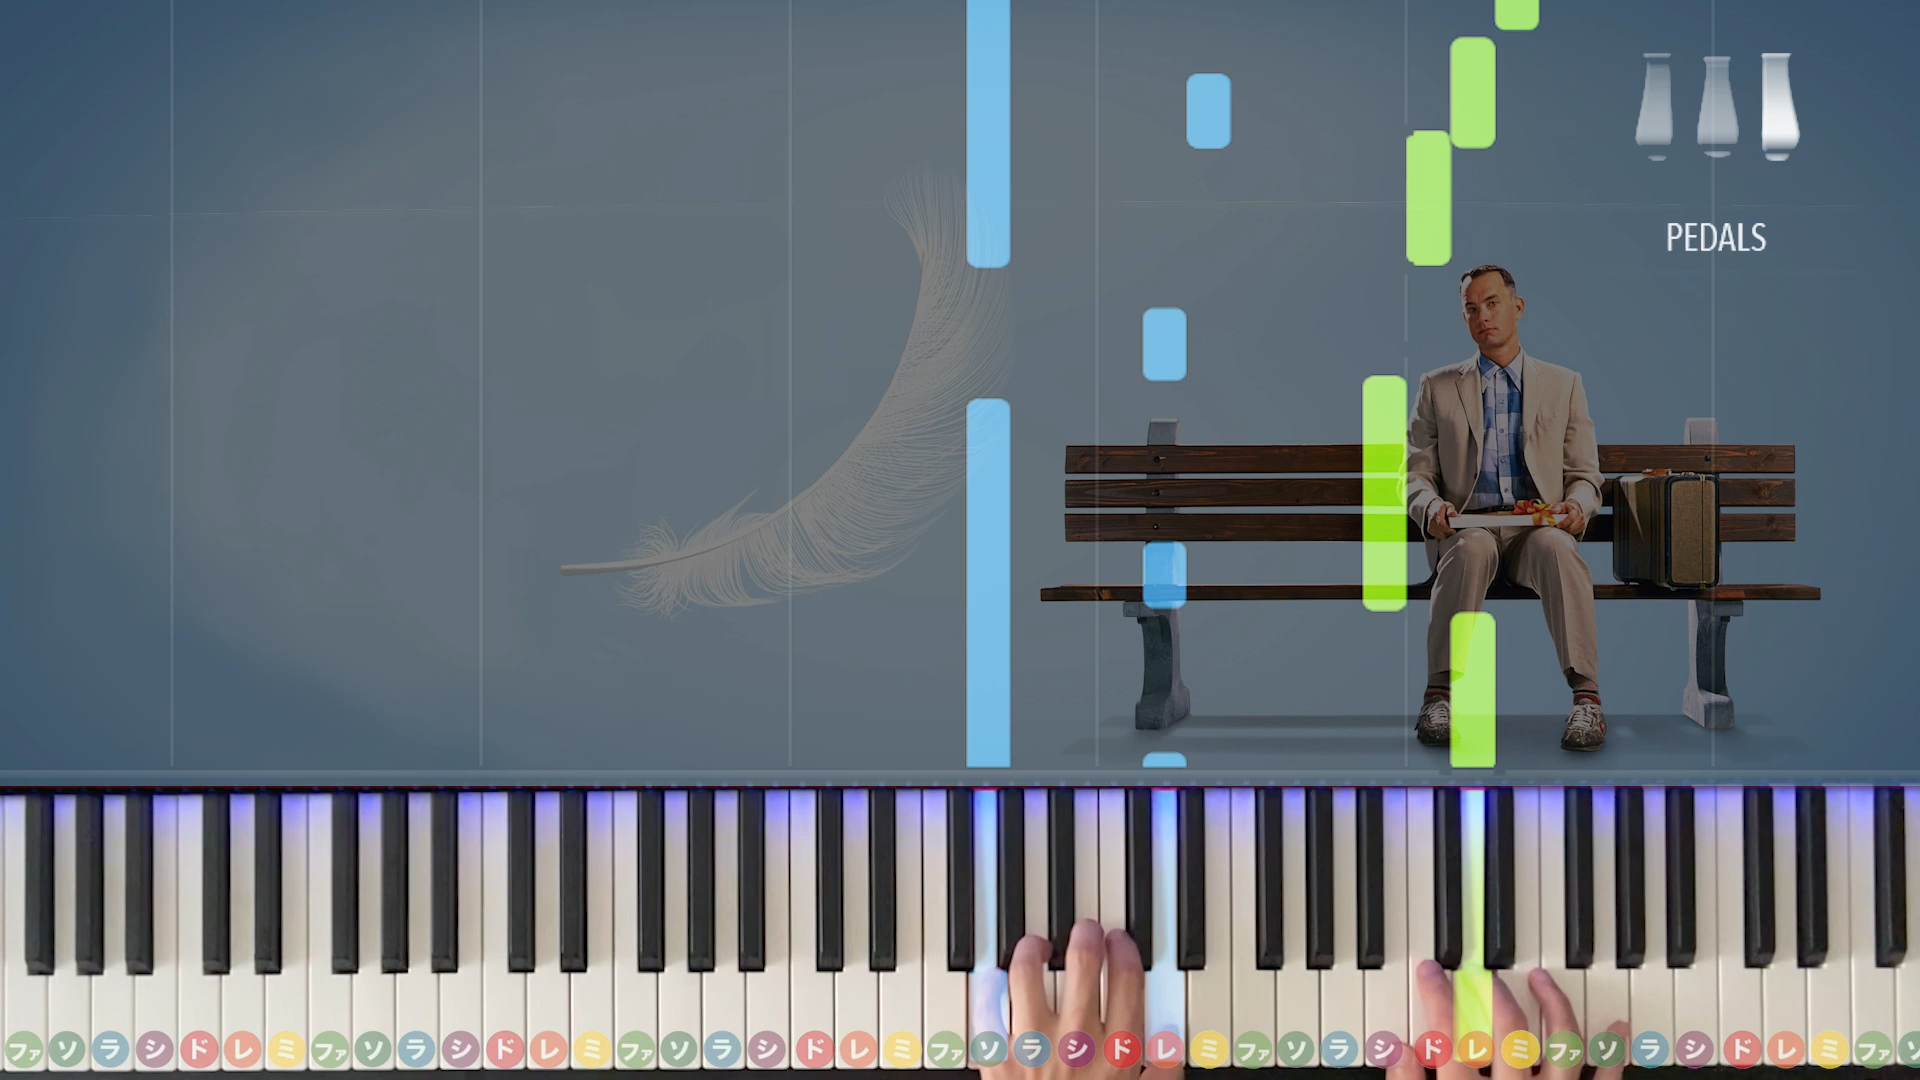 PEDALS
ファ ソ ラ シ ド レ ミ ファ ソ ラ シ ド レ ミ ファ ソ ラ シ ド レ ミ ファ ソ ラ シ ド レ ミ ファ ソ ラ シ ド レ ミ ファ ソ ラ シ ド レ ミ ファ ソ